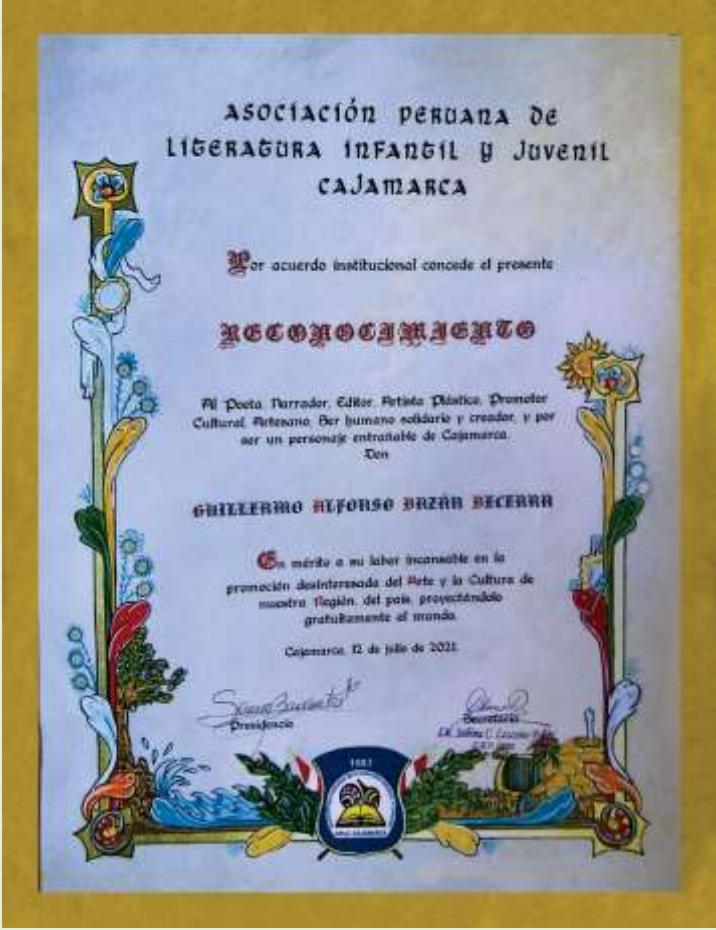 ASOCIACIÓN PERUANA DE
LITERATURA INFANTIL Y JUVENIL
CAJAMARCA
Por acuerdo institucional concede el presente
RECONOCIMIENTO
Al Poeta, Narrador, Editor, Artista Plástico, Promotor
Cultural, Artesano, Ser humano solidario y creador, y por
ser un personaje entrañable de Cajamarca.
Don
GUILLERMO ALFONSO BAZÁN BECERRA
En mérito a su labor incansable en la
promoción desinteresada del Arte y la Cultura de
nuestra Región, del país, proyectándolo
gratuitamente al mundo.
Cajamarca, 12 de julio de 2021.
Presidencia
Secretaria